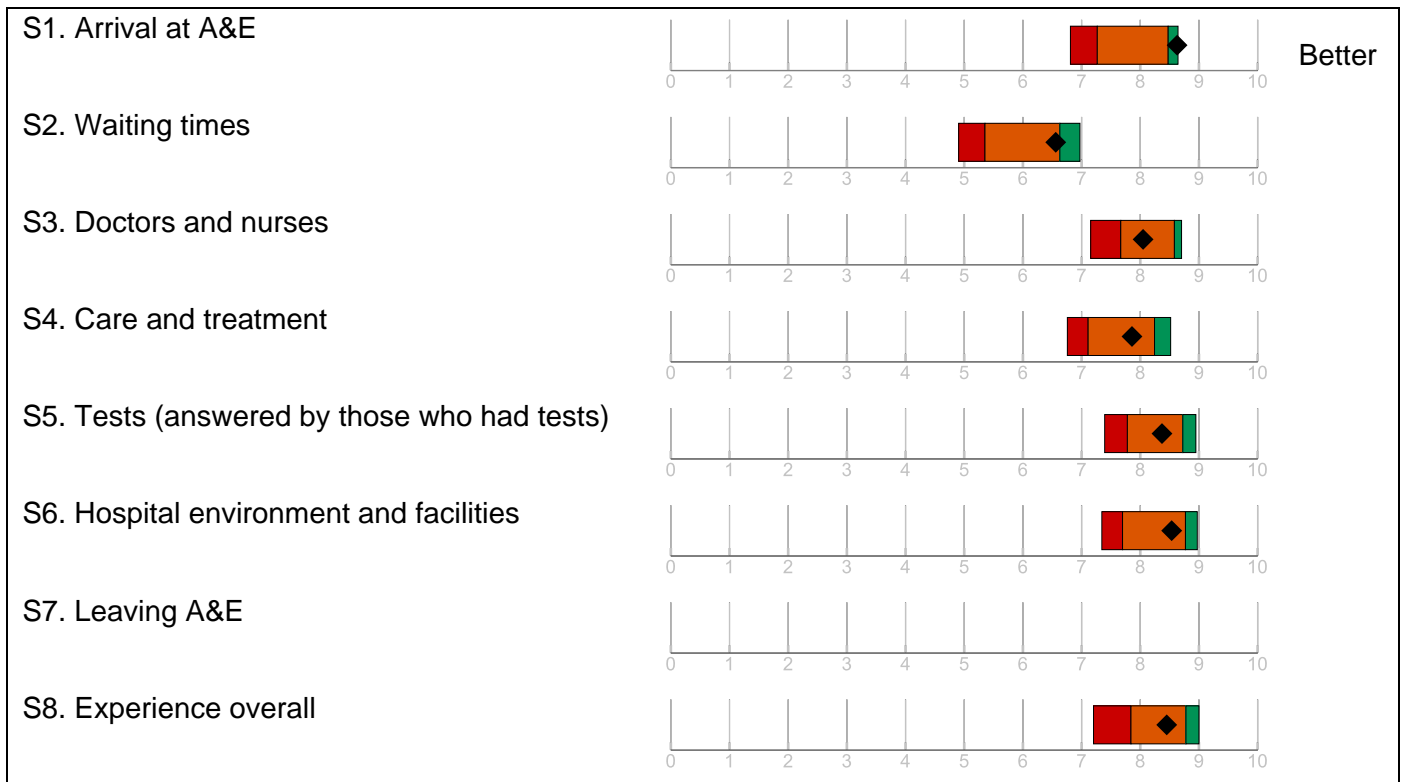 S1. Arrival at A&E
Better
0 1 2 3 4 5 6 7 8 9 10
S2. Waiting times
0 1 2 3 4 5 6 7 8 9 10
S3. Doctors and nurses
0 1 2 3 4 5 6 7 8 9 10
S4. Care and treatment
0 1 2 3 4 5 6 7 8 9 10
S5. Tests (answered by those who had tests)
0 1 2 3 4 5 6 7 8 9 10
S6. Hospital environment and facilities
0 1 2 3 4 5 6 7 8 9 10
S7. Leaving A&E
0 1 2 3 4 5 6 7 8 9 10
S8. Experience overall
0 1 2 3 4 5 6 7 8 9 10